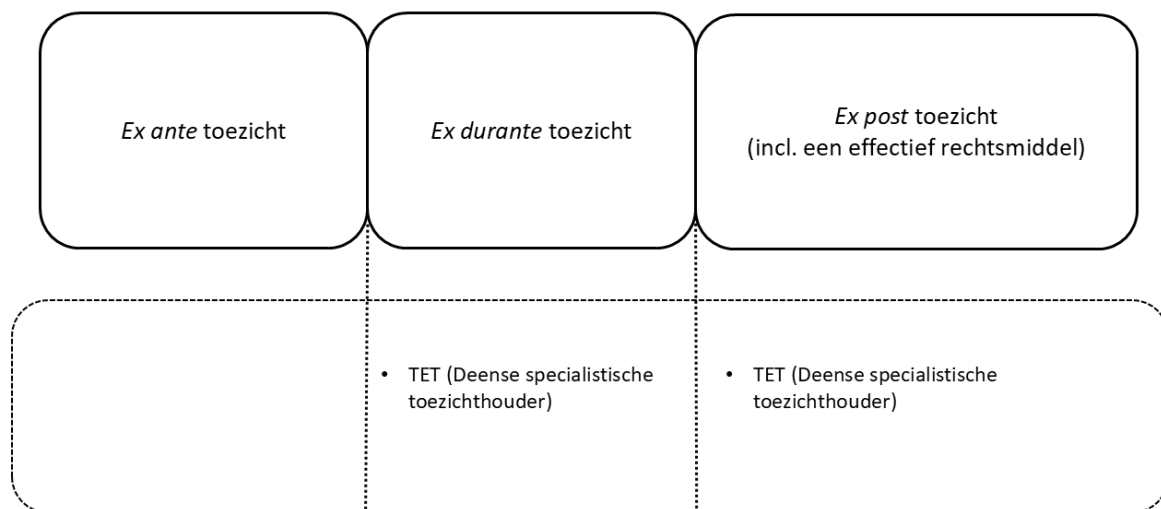 Ex ante toezicht
Ex durante toezicht
Ex post toezicht
(incl. een effectief rechtsmiddel)
• TET (Deense specialistische
toezichthouder)
• TET (Deense specialistische
toezichthouder)